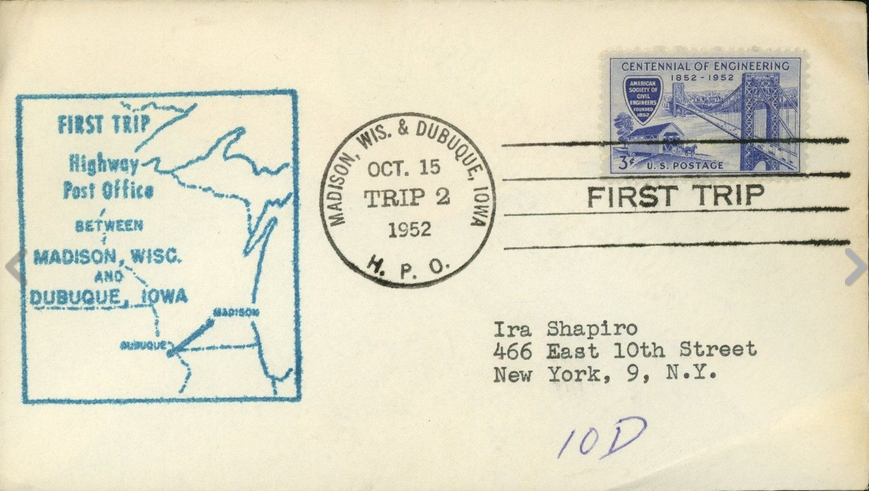 FIRST TRIP
Highway
Post Office
BETWEEN
MADISON, WISC.
AND
DUBUQUE, IOWA
MADISON
DUBUQUE
MADISON, WIS. & DUBUQUE, IOWA
OCT. 15
TRIP 2
1952
H. P. O.
CENTENNIAL OF ENGINEERING
1852 - 1952
AMERICAN
SOCIETY OF
CIVIL
ENGINEERS
FOUNDED
1852
3¢ U.S. POSTAGE
FIRST TRIP
Ira Shapiro
466 East 10th Street
New York, 9, N.Y.
10D